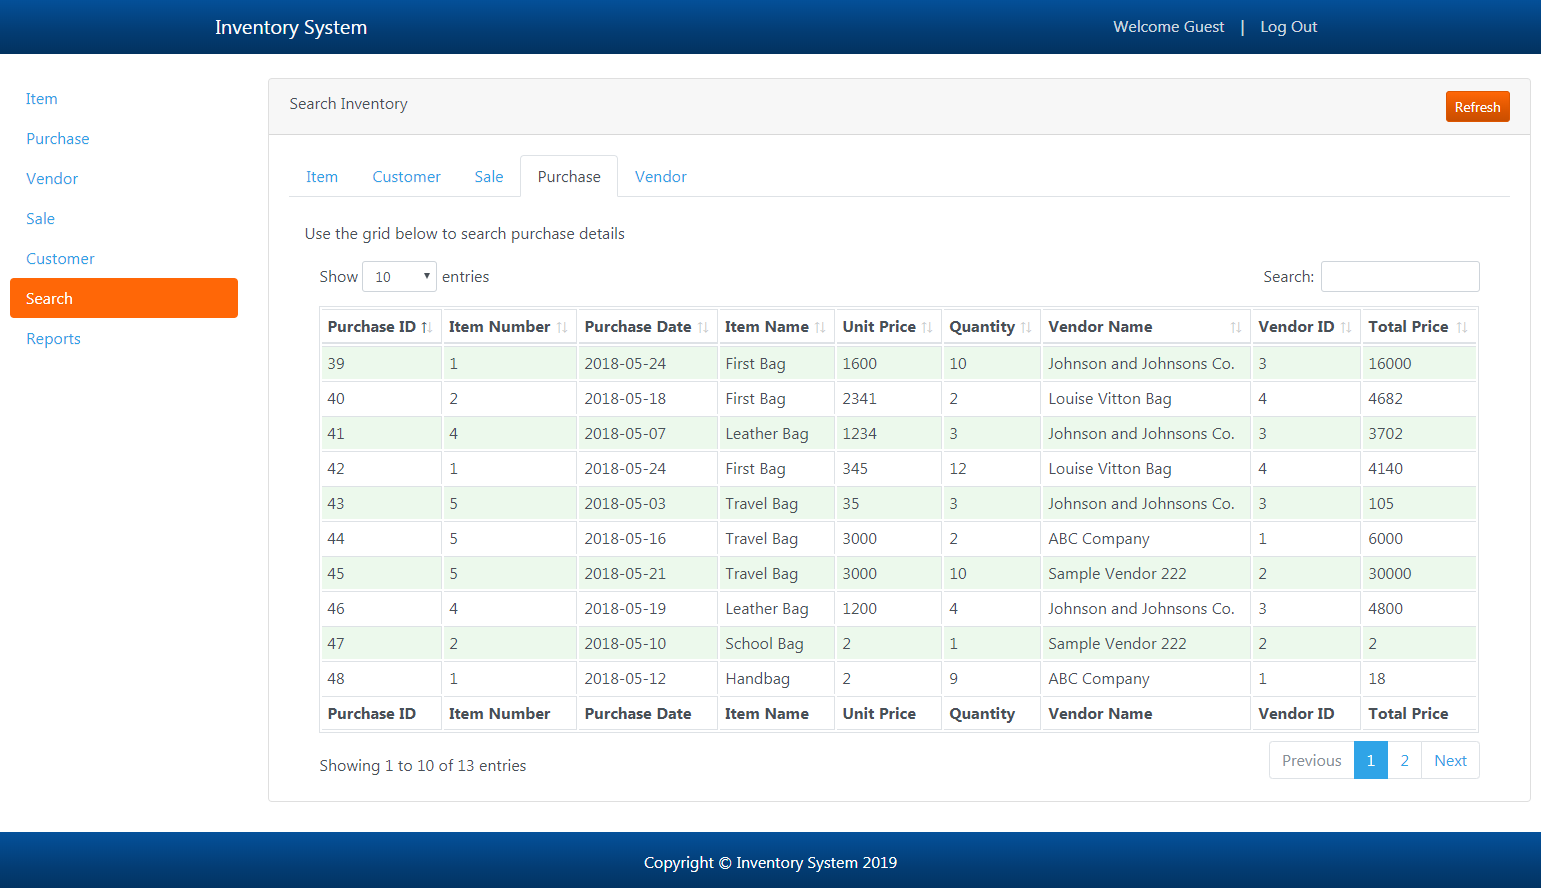 Inventory System Welcome Guest | Log Out
Item
Purchase
Vendor
Sale
Customer
Search
Reports
Search Inventory Refresh
Item Customer Sale Purchase Vendor
Use the grid below to search purchase details
Show 10 entries Search:
Purchase ID Item Number Purchase Date Item Name Unit Price Quantity Vendor Name Vendor ID Total Price
39 1 2018-05-24 First Bag 1600 10 Johnson and Johnsons Co. 3 16000
40 2 2018-05-18 First Bag 2341 2 Louise Vitton Bag 4 4682
41 4 2018-05-07 Leather Bag 1234 3 Johnson and Johnsons Co. 3 3702
42 1 2018-05-24 First Bag 345 12 Louise Vitton Bag 4 4140
43 5 2018-05-03 Travel Bag 35 3 Johnson and Johnsons Co. 3 105
44 5 2018-05-16 Travel Bag 3000 2 ABC Company 1 6000
45 5 2018-05-21 Travel Bag 3000 10 Sample Vendor 222 2 30000
46 4 2018-05-19 Leather Bag 1200 4 Johnson and Johnsons Co. 3 4800
47 2 2018-05-10 School Bag 2 1 Sample Vendor 222 2 2
48 1 2018-05-12 Handbag 2 9 ABC Company 1 18
Purchase ID Item Number Purchase Date Item Name Unit Price Quantity Vendor Name Vendor ID Total Price
Showing 1 to 10 of 13 entries Previous 1 2 Next
Copyright © Inventory System 2019